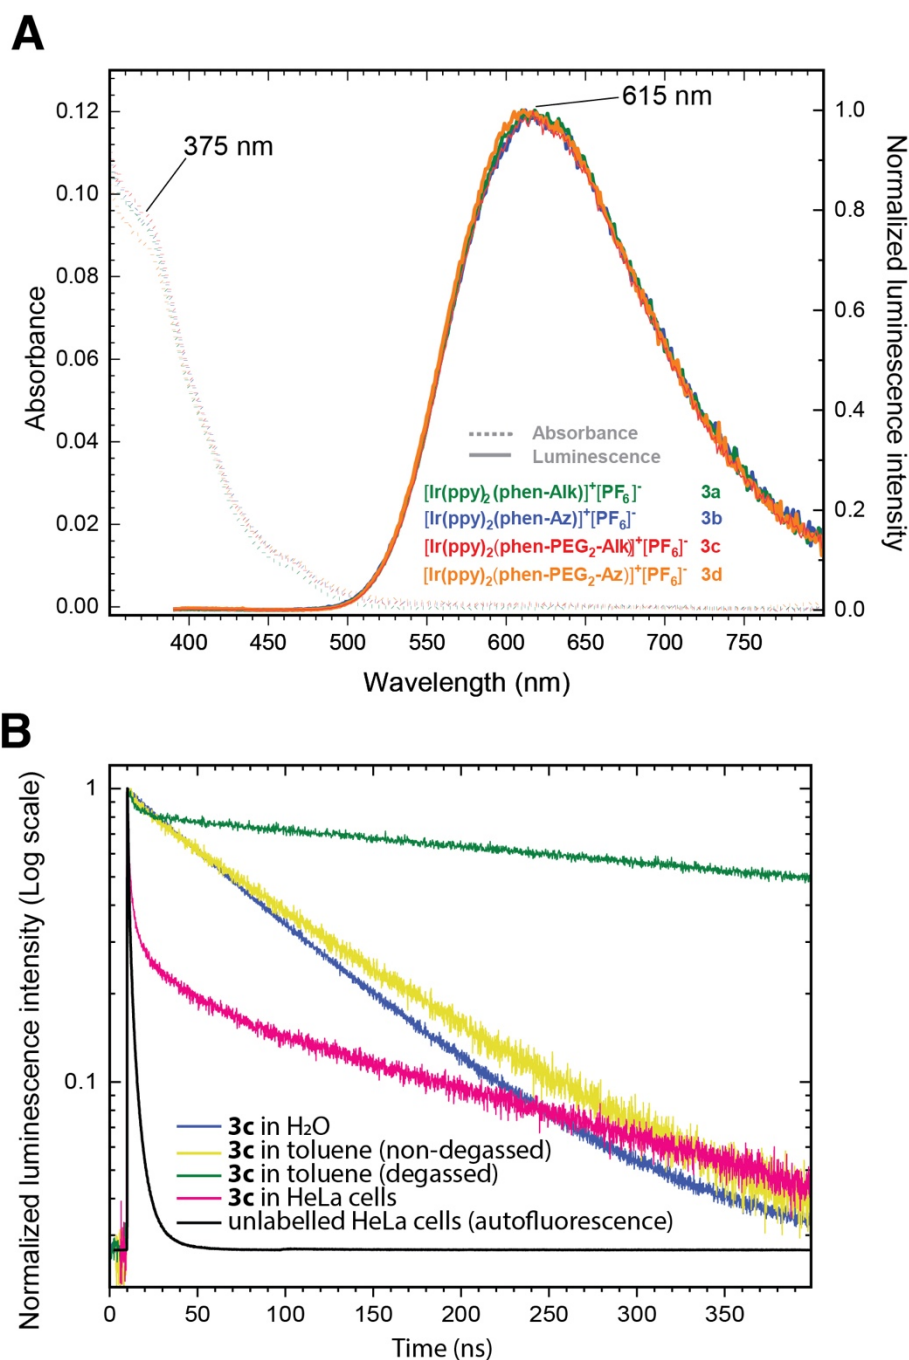 A
375 nm
615 nm
0.12
0.10
0.08
0.06
0.04
0.02
0.00
Absorbance
1.0
0.8
0.6
0.4
0.2
0.0
Normalized luminescence intensity
Absorbance
Luminescence
[Ir(ppy)₂(phen-Alk)]⁺[PF₆]⁻ 3a
[Ir(ppy)₂(phen-Az)]⁺[PF₆]⁻ 3b
[Ir(ppy)₂(phen-PEG₂-Alk)]⁺[PF₆]⁻ 3c
[Ir(ppy)₂(phen-PEG₂-Az)]⁺[PF₆]⁻ 3d
400 450 500 550 600 650 700 750
Wavelength (nm)
B
Normalized luminescence intensity (Log scale)
1
0.1
3c in H₂O
3c in toluene (non-degassed)
3c in toluene (degassed)
3c in HeLa cells
unlabelled HeLa cells (autofluorescence)
0 50 100 150 200 250 300 350
Time (ns)